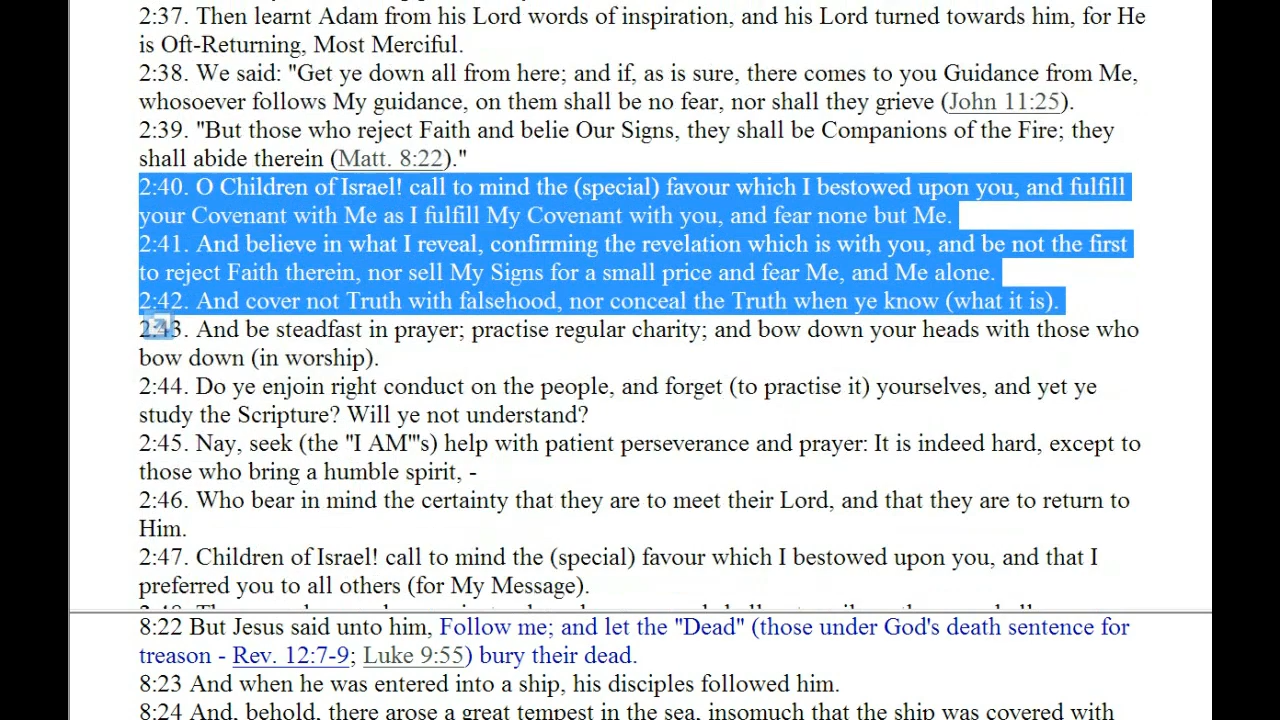 2:37. Then learnt Adam from his Lord words of inspiration, and his Lord turned towards him, for He
is Oft-Returning, Most Merciful.
2:38. We said: "Get ye down all from here; and if, as is sure, there comes to you Guidance from Me,
whosoever follows My guidance, on them shall be no fear, nor shall they grieve (John 11:25).
2:39. "But those who reject Faith and belie Our Signs, they shall be Companions of the Fire; they
shall abide therein (Matt. 8:22)."
2:40. O Children of Israel! call to mind the (special) favour which I bestowed upon you, and fulfill
your Covenant with Me as I fulfill My Covenant with you, and fear none but Me.
2:41. And believe in what I reveal, confirming the revelation which is with you, and be not the first
to reject Faith therein, nor sell My Signs for a small price and fear Me, and Me alone.
2:42. And cover not Truth with falsehood, nor conceal the Truth when ye know (what it is).
2:43. And be steadfast in prayer; practise regular charity; and bow down your heads with those who
bow down (in worship).
2:44. Do ye enjoin right conduct on the people, and forget (to practise it) yourselves, and yet ye
study the Scripture? Will ye not understand?
2:45. Nay, seek (the "I AM"'s) help with patient perseverance and prayer: It is indeed hard, except to
those who bring a humble spirit, -
2:46. Who bear in mind the certainty that they are to meet their Lord, and that they are to return to
Him.
2:47. Children of Israel! call to mind the (special) favour which I bestowed upon you, and that I
preferred you to all others (for My Message).
8:22 But Jesus said unto him, Follow me; and let the "Dead" (those under God's death sentence for
treason - Rev. 12:7-9; Luke 9:55) bury their dead.
8:23 And when he was entered into a ship, his disciples followed him.
8:24 And, behold, there arose a great tempest in the sea, insomuch that the ship was covered with